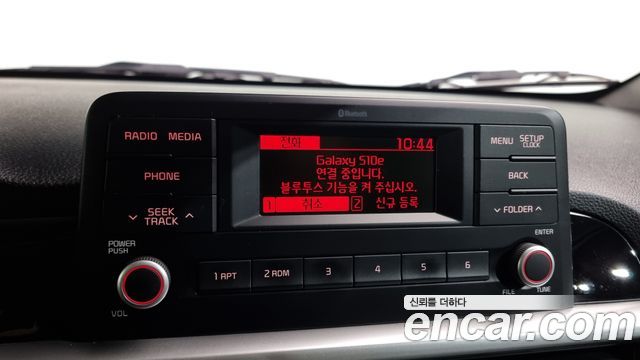 Bluetooth
RADIO MEDIA
전화 10:44
MENU SETUP
CLOCK
PHONE
Galaxy S10e
연결 중입니다.
블루투스 기능을 켜 주십시오.
BACK
SEEK
TRACK
1 취소 2 신규 등록
FOLDER
POWER
PUSH
ENTER
1 RPT 2 RDM 3 4 5 6
VOL
FILE TUNE
신뢰를 더하다
encar.com